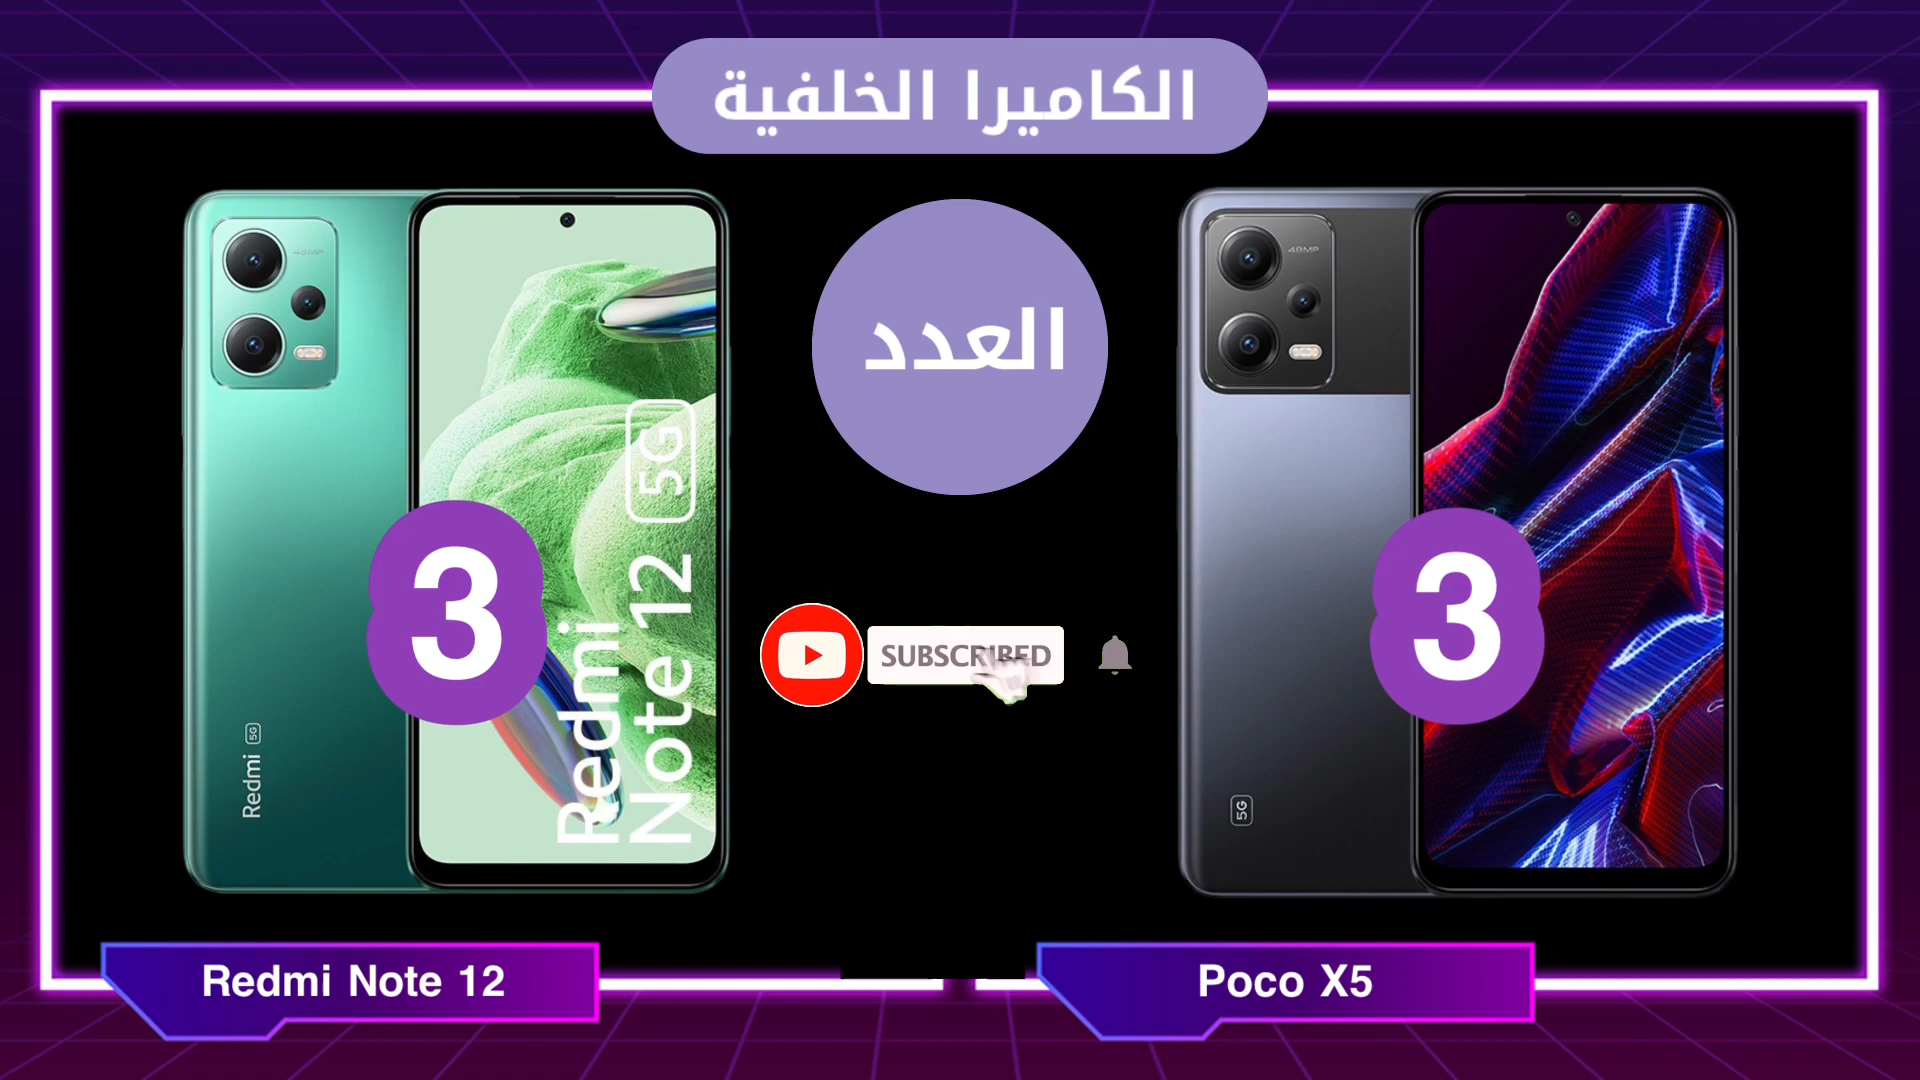 الكاميرا الخلفية
العدد
48MP
48MP
5G
Redmi
Note 12
3
3
SUBSCRIBED
Redmi 5G
5G
Redmi Note 12
Poco X5